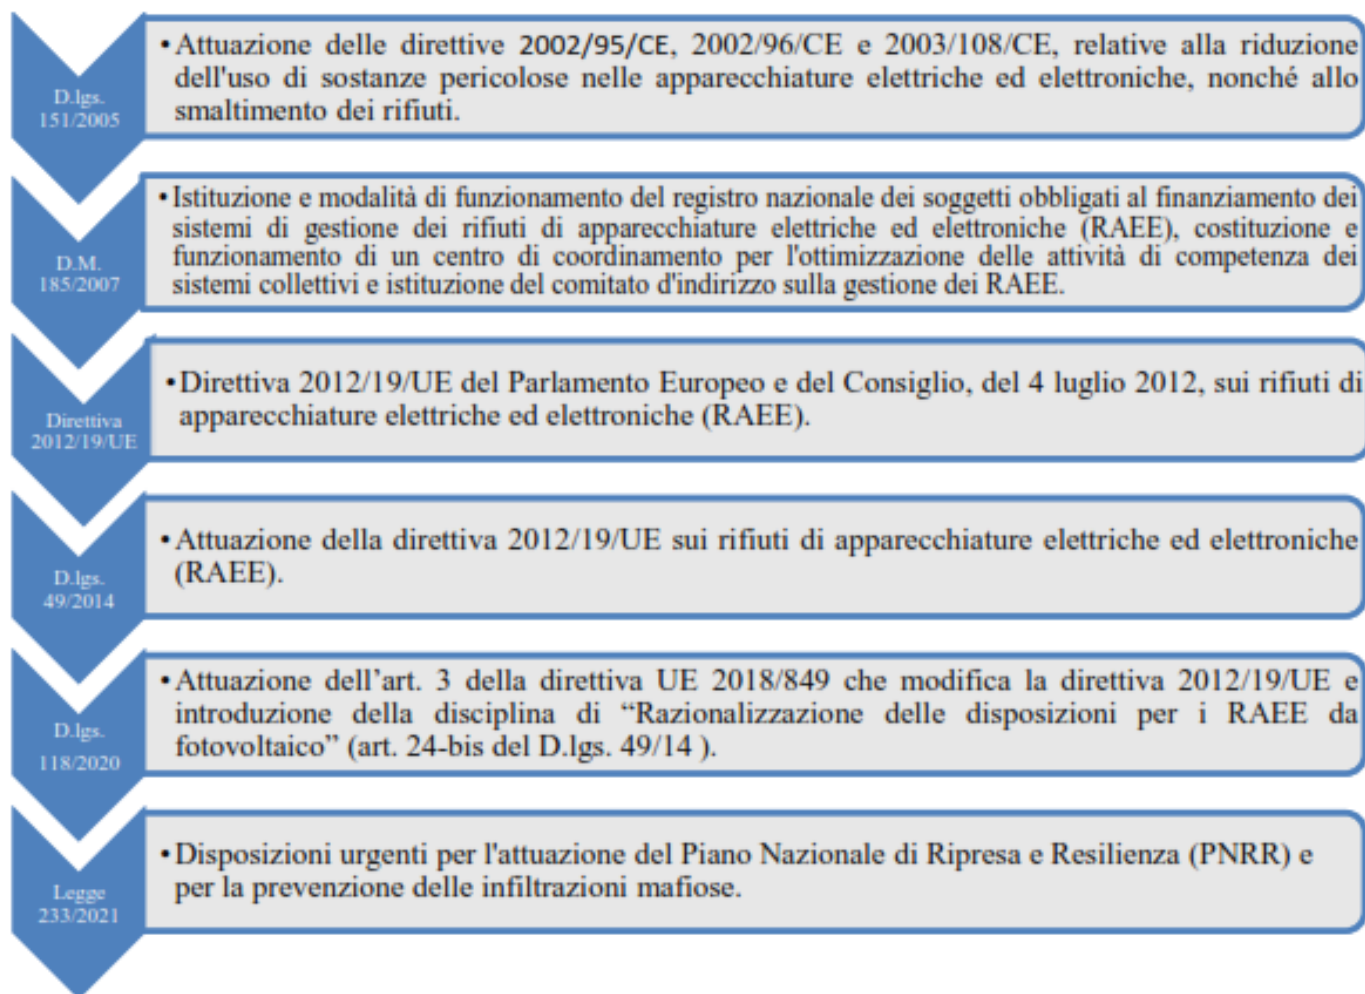 D.lgs.
151/2005
•Attuazione delle direttive 2002/95/CE, 2002/96/CE e 2003/108/CE, relative alla riduzione
dell'uso di sostanze pericolose nelle apparecchiature elettriche ed elettroniche, nonché allo
smaltimento dei rifiuti.
D.M.
185/2007
•Istituzione e modalità di funzionamento del registro nazionale dei soggetti obbligati al finanziamento dei
sistemi di gestione dei rifiuti di apparecchiature elettriche ed elettroniche (RAEE), costituzione e
funzionamento di un centro di coordinamento per l'ottimizzazione delle attività di competenza dei
sistemi collettivi e istituzione del comitato d'indirizzo sulla gestione dei RAEE.
Direttiva
2012/19/UE
•Direttiva 2012/19/UE del Parlamento Europeo e del Consiglio, del 4 luglio 2012, sui rifiuti di
apparecchiature elettriche ed elettroniche (RAEE).
D.lgs.
49/2014
•Attuazione della direttiva 2012/19/UE sui rifiuti di apparecchiature elettriche ed elettroniche
(RAEE).
D.lgs.
118/2020
•Attuazione dell’art. 3 della direttiva UE 2018/849 che modifica la direttiva 2012/19/UE e
introduzione della disciplina di “Razionalizzazione delle disposizioni per i RAEE da
fotovoltaico” (art. 24-bis del D.lgs. 49/14 ).
Legge
233/2021
•Disposizioni urgenti per l'attuazione del Piano Nazionale di Ripresa e Resilienza (PNRR) e
per la prevenzione delle infiltrazioni mafiose.